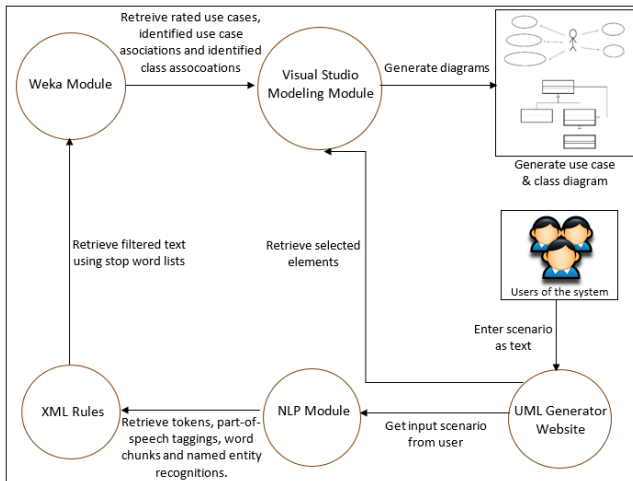 Retreive rated use cases,
identified use case
asociations and identified
class assocoations
Weka Module
Visual Studio
Modeling Module
Generate diagrams
Generate use case
& class diagram
Retrieve filtered text
using stop word lists
Retrieve selected
elements
Users of the system
Enter scenario
as text
XML Rules
NLP Module
UML Generator
Website
Retrieve tokens, part-of-
speech taggings, word
chunks and named entity
recognitions.
Get input scenario
from user